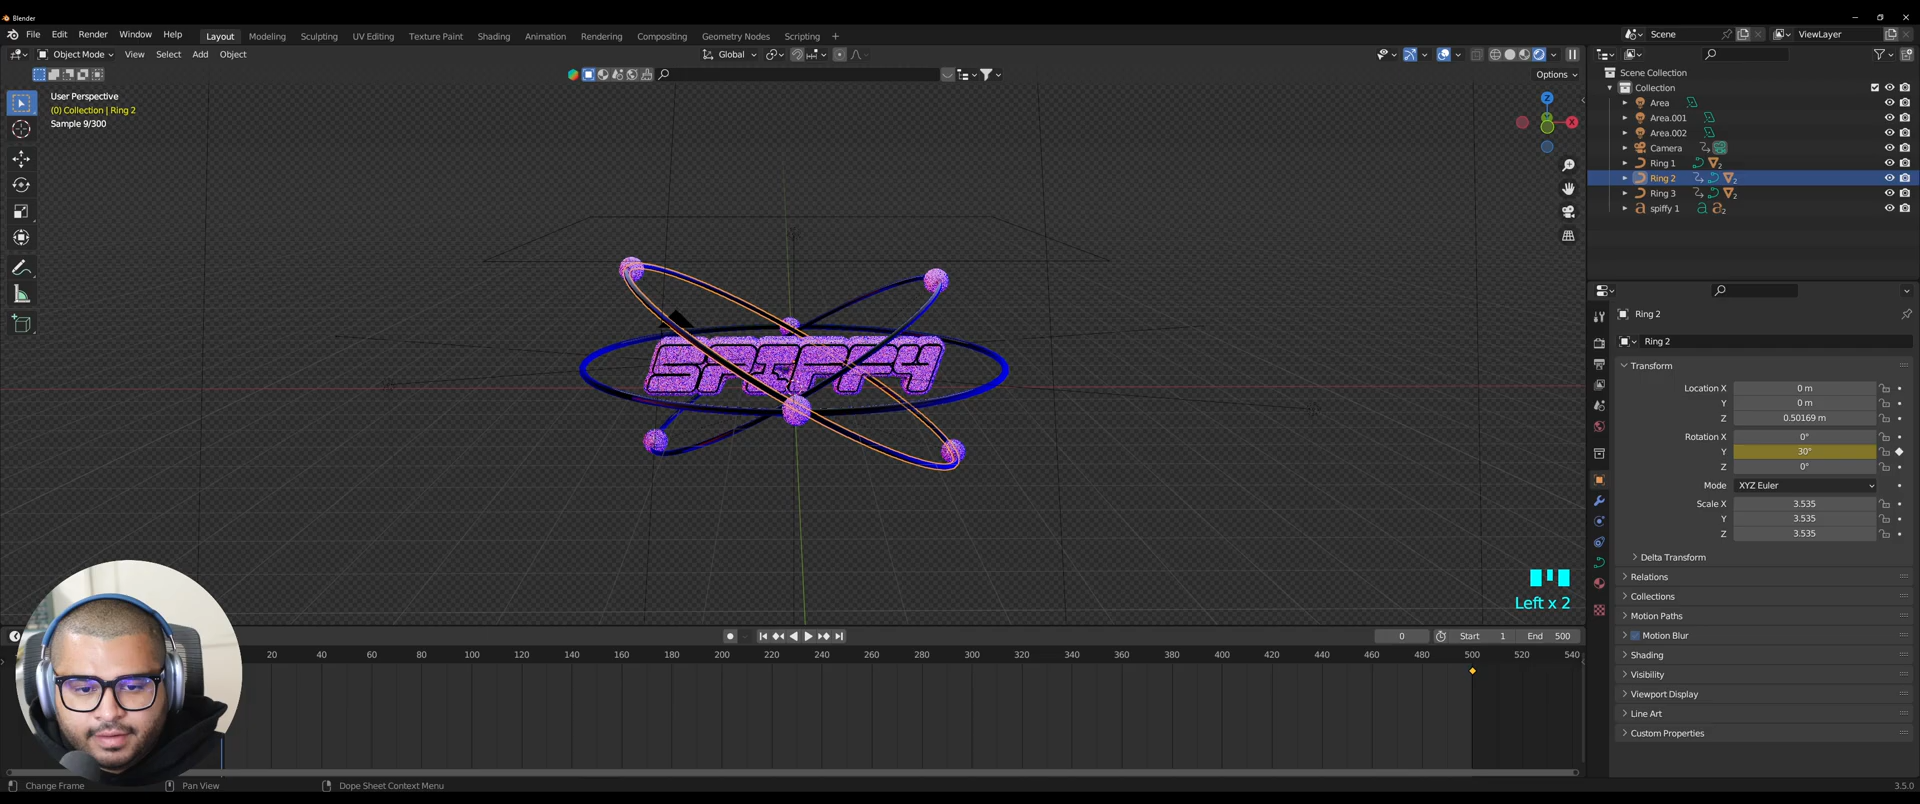 Blender
File Edit Render Window Help
Layout Modeling Sculpting UV Editing Texture Paint Shading Animation Rendering Compositing Geometry Nodes Scripting +
Scene
ViewLayer
Object Mode View Select Add Object
Global
Options
User Perspective
(0) Collection | Ring 2
Sample 9/300
Z
X
SPIFFY
Left x 2
Scene Collection
Collection
Area
Area.001
Area.002
Camera
Ring 1
Ring 2
Ring 3
spiffy 1
Ring 2
Ring 2
Transform
Location X 0 m
Y 0 m
Z 0.50169 m
Rotation X 0°
Y 30°
Z 0°
Mode XYZ Euler
Scale X 3.535
Y 3.535
Z 3.535
Delta Transform
Relations
Collections
Motion Paths
Motion Blur
Shading
Visibility
Viewport Display
Line Art
Custom Properties
0 Start 1 End 500
20 40 60 80 100 120 140 160 180 200 220 240 260 280 300 320 340 360 380 400 420 440 460 480 500 520 540
Change Frame Pan View Dope Sheet Context Menu
3.5.0